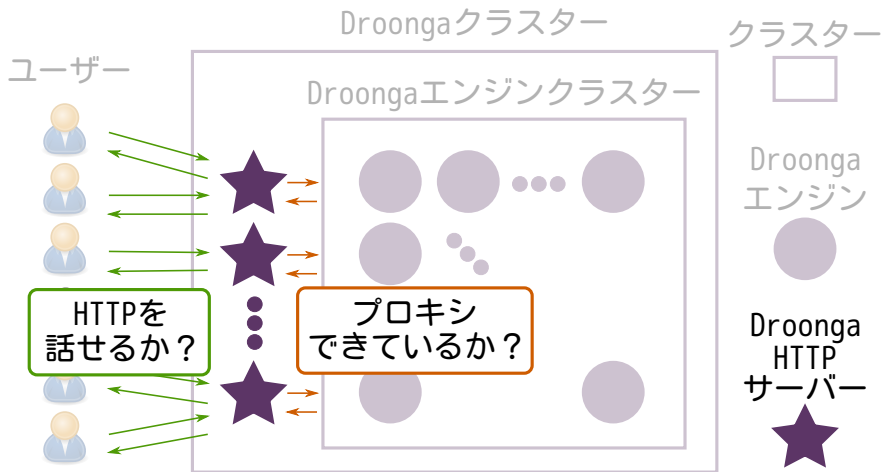 Droongaクラスター
クラスター
ユーザー
Droongaエンジンクラスター
Droonga
エンジン
HTTPを
話せるか？
プロキシ
できているか？
Droonga
HTTP
サーバー